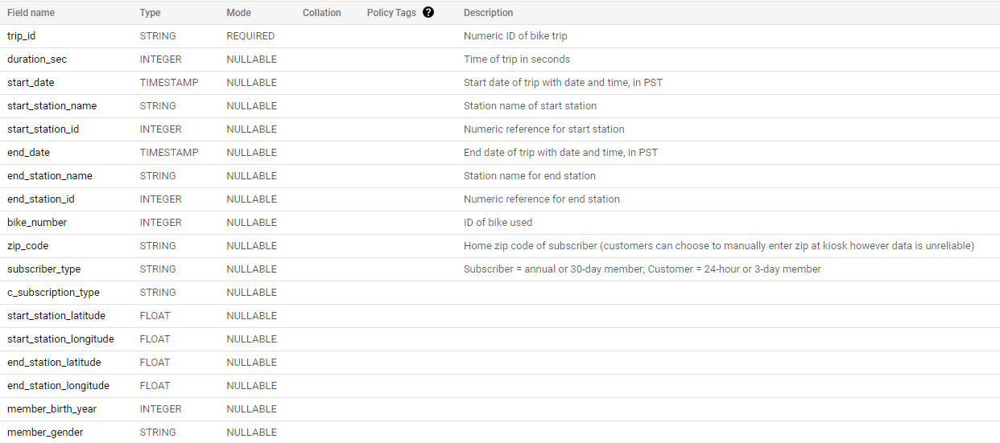 Field name Type Mode Collation Policy Tags ? Description
trip_id STRING REQUIRED Numeric ID of bike trip
duration_sec INTEGER NULLABLE Time of trip in seconds
start_date TIMESTAMP NULLABLE Start date of trip with date and time, in PST
start_station_name STRING NULLABLE Station name of start station
start_station_id INTEGER NULLABLE Numeric reference for start station
end_date TIMESTAMP NULLABLE End date of trip with date and time, in PST
end_station_name STRING NULLABLE Station name for end station
end_station_id INTEGER NULLABLE Numeric reference for end station
bike_number INTEGER NULLABLE ID of bike used
zip_code STRING NULLABLE Home zip code of subscriber (customers can choose to manually enter zip at kiosk however data is unreliable)
subscriber_type STRING NULLABLE Subscriber = annual or 30-day member; Customer = 24-hour or 3-day member
c_subscription_type STRING NULLABLE
start_station_latitude FLOAT NULLABLE
start_station_longitude FLOAT NULLABLE
end_station_latitude FLOAT NULLABLE
end_station_longitude FLOAT NULLABLE
member_birth_year INTEGER NULLABLE
member_gender STRING NULLABLE